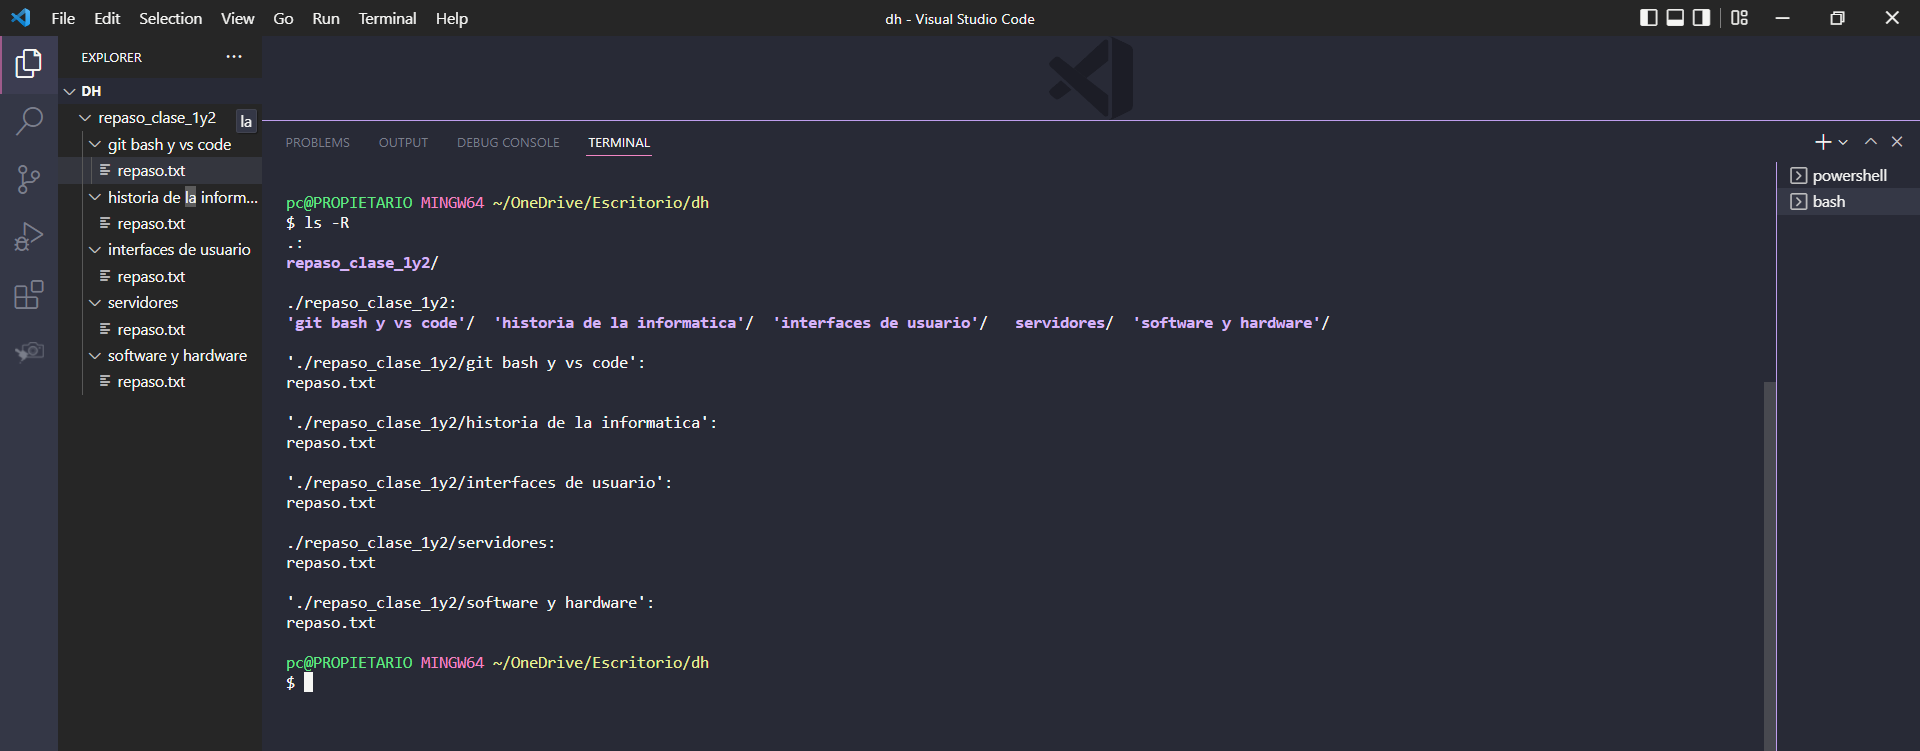 File Edit Selection View Go Run Terminal Help
dh - Visual Studio Code
EXPLORER
DH
repaso_clase_1y2
la
git bash y vs code
repaso.txt
historia de la inform...
repaso.txt
interfaces de usuario
repaso.txt
servidores
repaso.txt
software y hardware
repaso.txt
PROBLEMS OUTPUT DEBUG CONSOLE TERMINAL
pc@PROPIETARIO MINGW64 ~/OneDrive/Escritorio/dh
$ ls -R
.:
repaso_clase_1y2/
./repaso_clase_1y2:
'git bash y vs code'/ 'historia de la informatica'/ 'interfaces de usuario'/ servidores/ 'software y hardware'/
'./repaso_clase_1y2/git bash y vs code':
repaso.txt
'./repaso_clase_1y2/historia de la informatica':
repaso.txt
'./repaso_clase_1y2/interfaces de usuario':
repaso.txt
./repaso_clase_1y2/servidores:
repaso.txt
'./repaso_clase_1y2/software y hardware':
repaso.txt
pc@PROPIETARIO MINGW64 ~/OneDrive/Escritorio/dh
$
powershell
bash